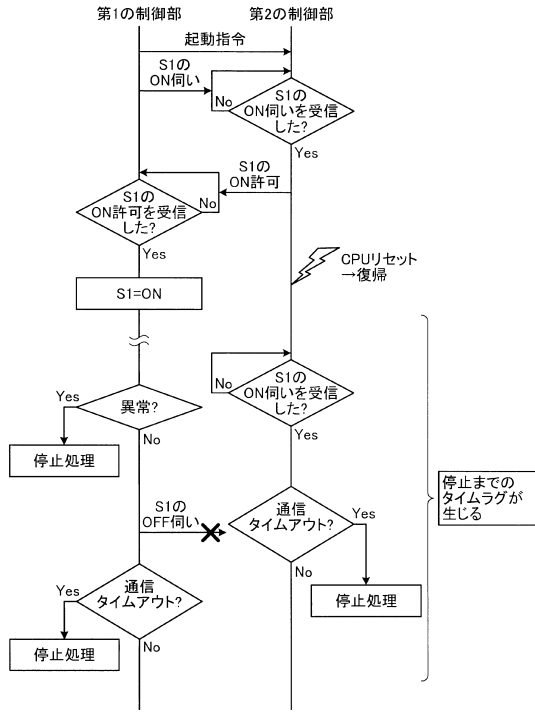 第1の制御部
第2の制御部
起動指令
S1の
ON伺い
No
S1の
ON伺いを受信
した?
Yes
S1の
ON許可
S1の
ON許可を受信
した?
No
Yes
CPUリセット
→復帰
S1=ON
S1の
ON伺いを受信
した?
No
Yes
Yes
異常?
No
停止処理
停止までの
タイムラグが
生じる
S1の
OFF伺い
通信
タイムアウト?
Yes
No
停止処理
Yes
通信
タイムアウト?
停止処理
No